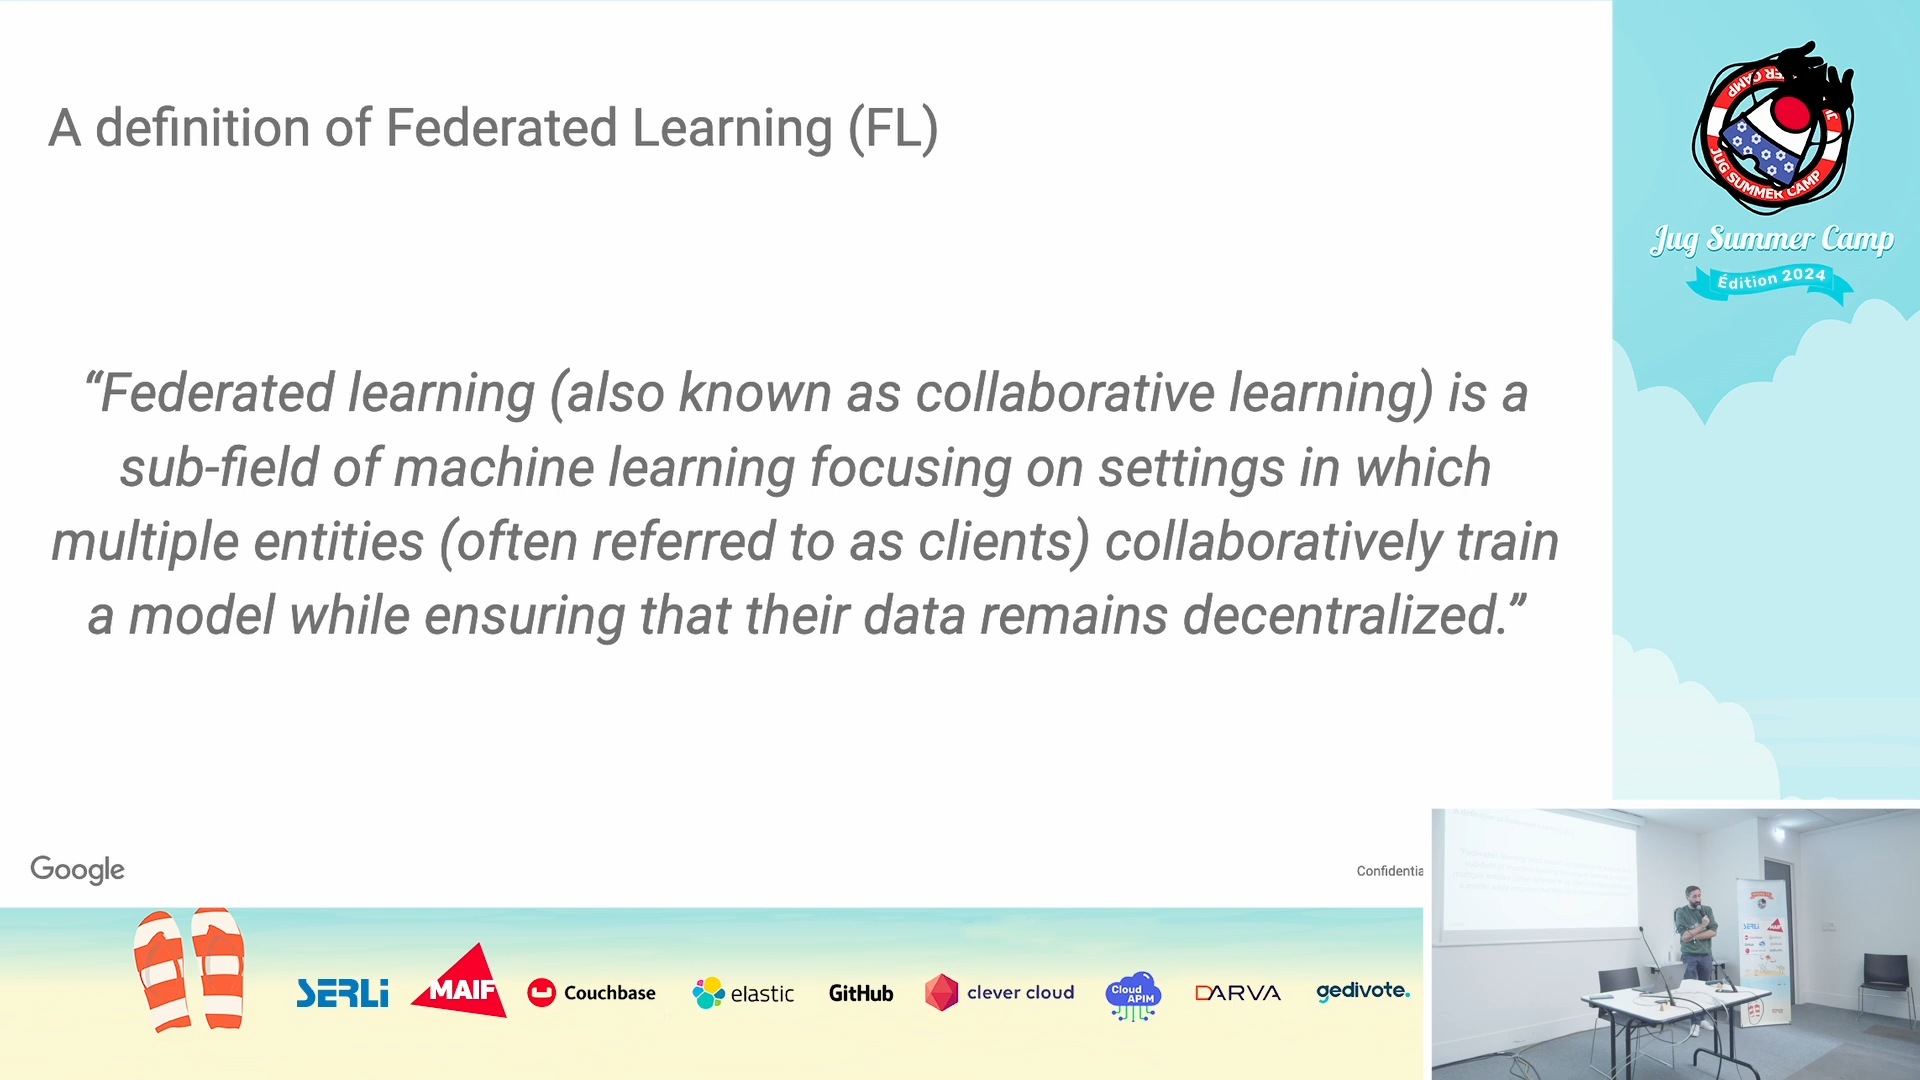 A definition of Federated Learning (FL)
“Federated learning (also known as collaborative learning) is a
sub-field of machine learning focusing on settings in which
multiple entities (often referred to as clients) collaboratively train
a model while ensuring that their data remains decentralized.”
Google
Confidentia
JUG SUMMER CAMP
Jug Summer Camp
Édition 2024
SERLI
MAIF
Couchbase
elastic
GitHub
clever cloud
Cloud
APIM
DARVA
gedivote.